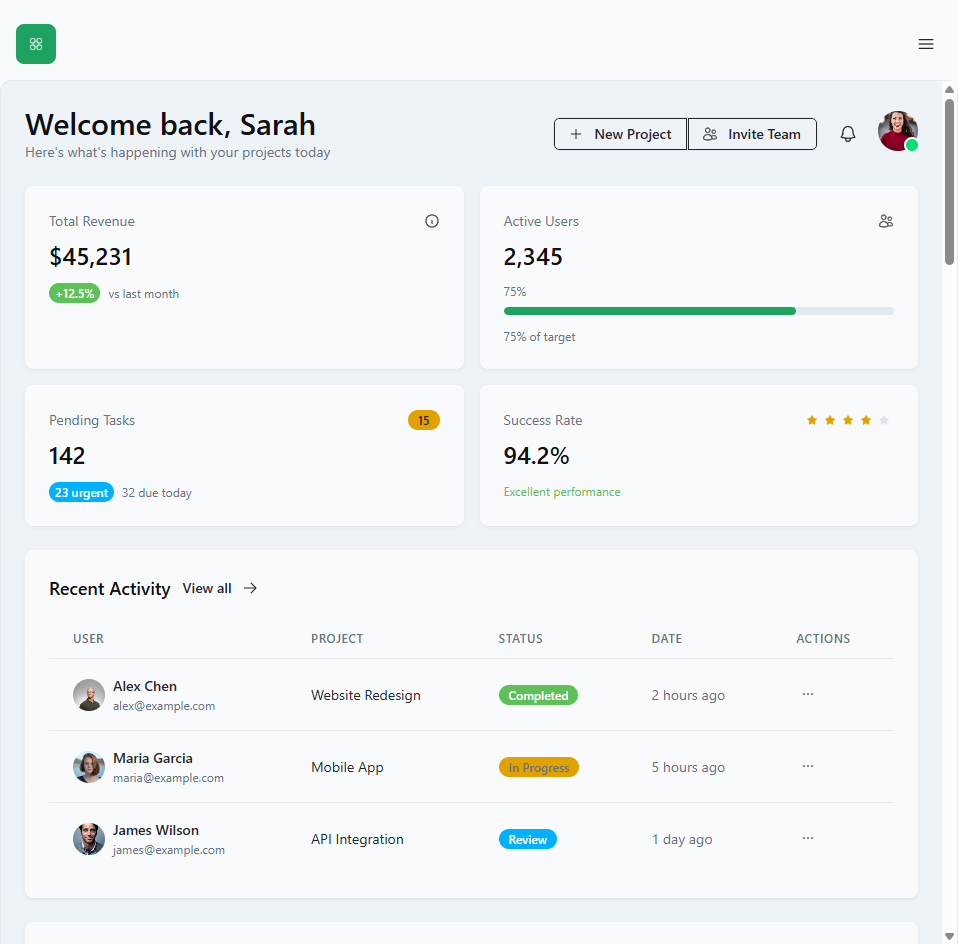 Welcome back, Sarah
Here's what's happening with your projects today
New Project
Invite Team
Total Revenue
$45,231
+12.5% vs last month
Active Users
2,345
75%
75% of target
Pending Tasks
15
142
23 urgent 32 due today
Success Rate
94.2%
Excellent performance
Recent Activity View all
USER PROJECT STATUS DATE ACTIONS
Alex Chen
alex@example.com
Website Redesign
Completed
2 hours ago
Maria Garcia
maria@example.com
Mobile App
In Progress
5 hours ago
James Wilson
james@example.com
API Integration
Review
1 day ago